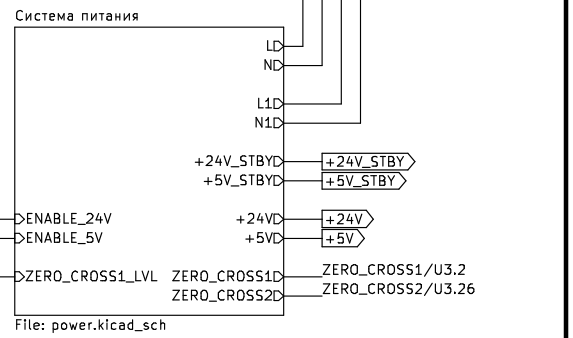 Система питания
L
N
L1
N1
+24V_STBY +24V_STBY
+5V_STBY +5V_STBY
ENABLE_24V +24V +24V
ENABLE_5V +5V +5V
ZERO_CROSS1_LVL ZERO_CROSS1 ZERO_CROSS1/U3.2
ZERO_CROSS2 ZERO_CROSS2/U3.26
File: power.kicad_sch